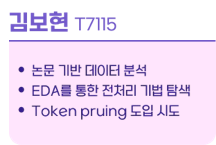 김보현 T7115
• 논문 기반 데이터 분석
• EDA를 통한 전처리 기법 탐색
• Token pruing 도입 시도